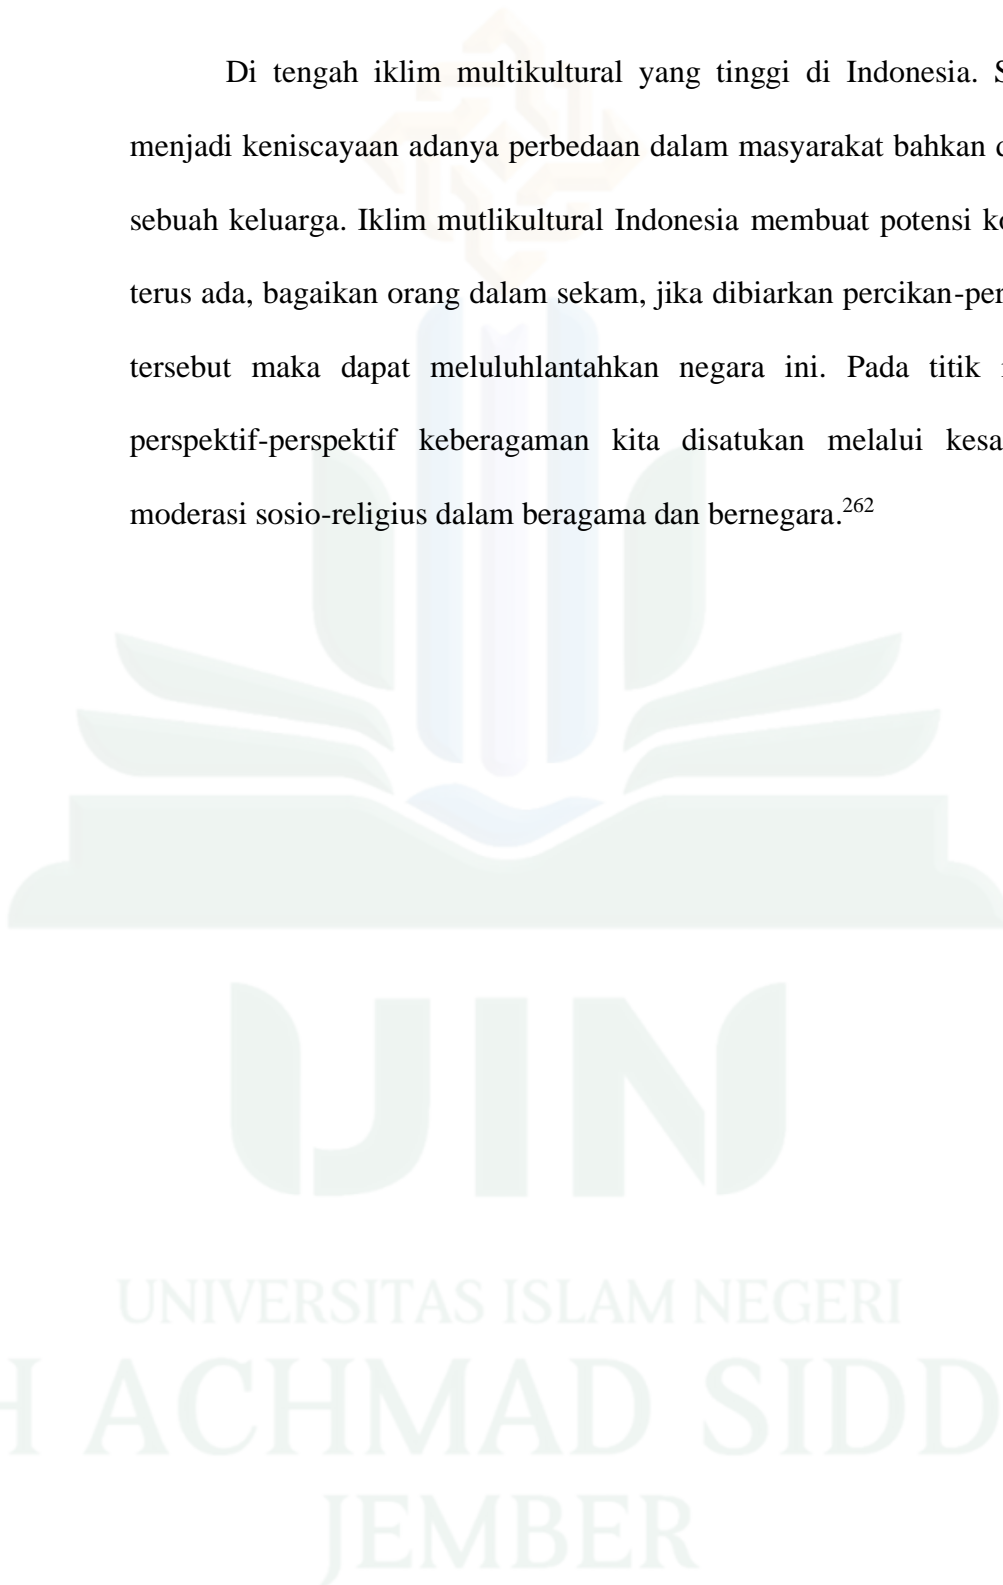 Di tengah iklim multikultural yang tinggi di Indonesia. S
menjadi keniscayaan adanya perbedaan dalam masyarakat bahkan
sebuah keluarga. Iklim mutlikultural Indonesia membuat potensi
terus ada, bagaikan orang dalam sekam, jika dibiarkan percikan-per
tersebut maka dapat meluluhlantahkan negara ini. Pada titik
perspektif-perspektif keberagaman kita disatukan melalui kesa
moderasi sosio-religius dalam beragama dan bernegara.262
UIN
UNIVERSITAS ISLAM NEGERI
H ACHMAD SIDD
JEMBER